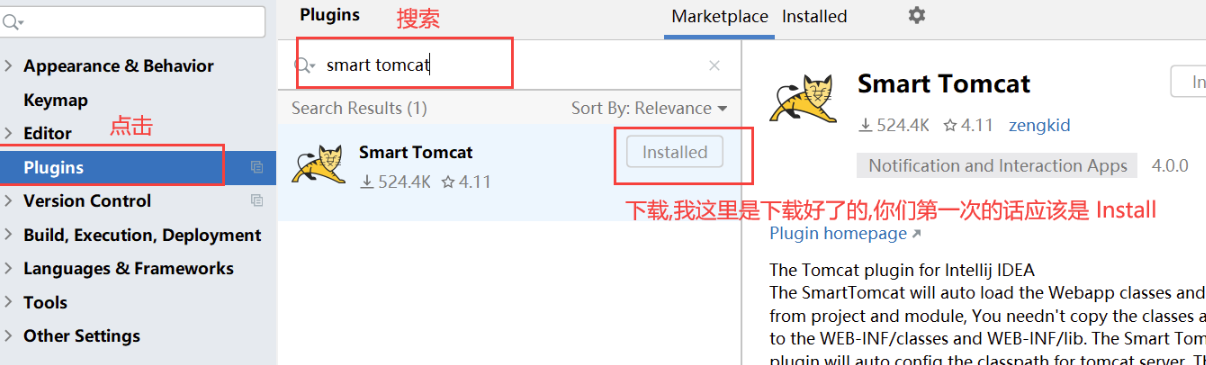 Plugins
搜索
Marketplace
Installed
smart tomcat
Appearance & Behavior
Keymap
Editor
点击
Plugins
Version Control
Build, Execution, Deployment
Languages & Frameworks
Tools
Other Settings
Search Results (1)
Sort By: Relevance
Smart Tomcat
524.4K 4.11
Installed
下载,我这里是下载好了的,你们第一次的话应该是 Install
Smart Tomcat
524.4K 4.11 zengkid
Notification and Interaction Apps 4.0.0
Plugin homepage
The Tomcat plugin for Intellij IDEA
The SmartTomcat will auto load the Webapp classes and
from project and module, You needn't copy the classes a
to the WEB-INF/classes and WEB-INF/lib. The Smart Tom
plugin will auto config the classpath for tomcat server. Th